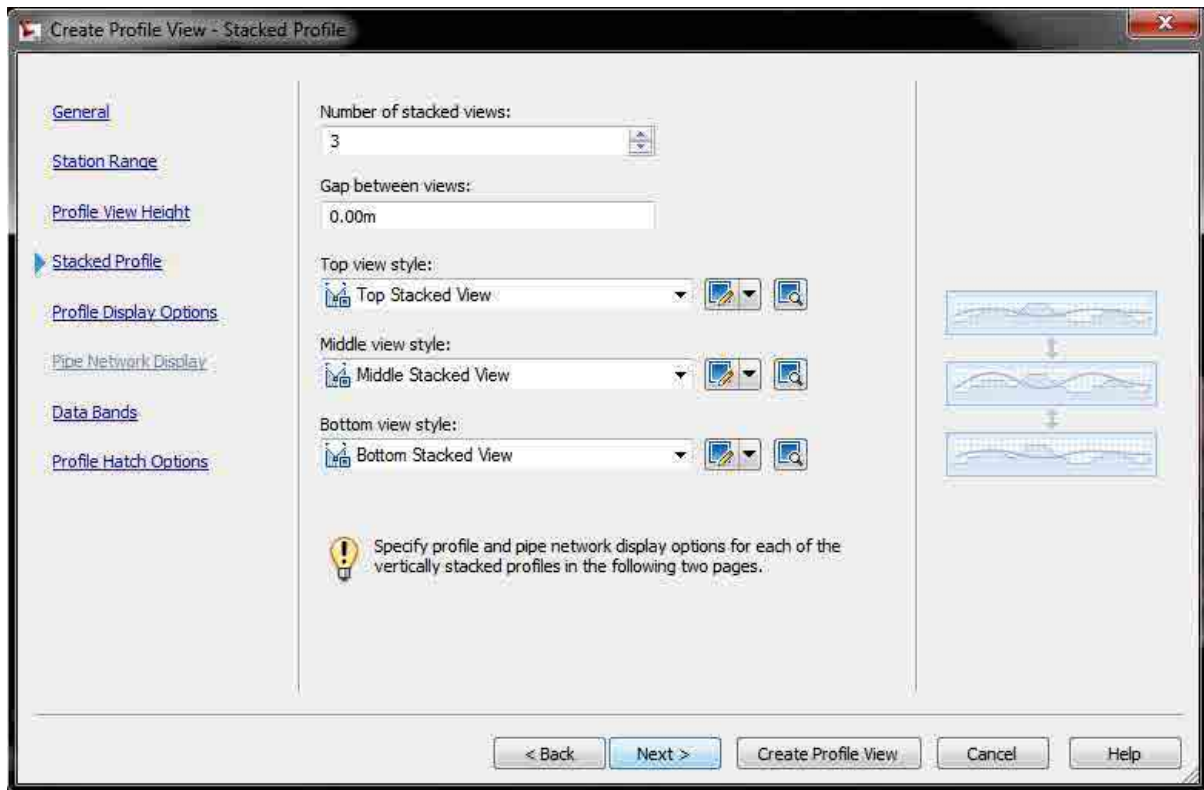 Create Profile View - Stacked Profile
General
Station Range
Profile View Height
Stacked Profile
Profile Display Options
Pipe Network Display
Data Bands
Profile Hatch Options
Number of stacked views:
3
Gap between views:
0.00m
Top view style:
Top Stacked View
Middle view style:
Middle Stacked View
Bottom view style:
Bottom Stacked View
Specify profile and pipe network display options for each of the
vertically stacked profiles in the following two pages.
< Back
Next >
Create Profile View
Cancel
Help